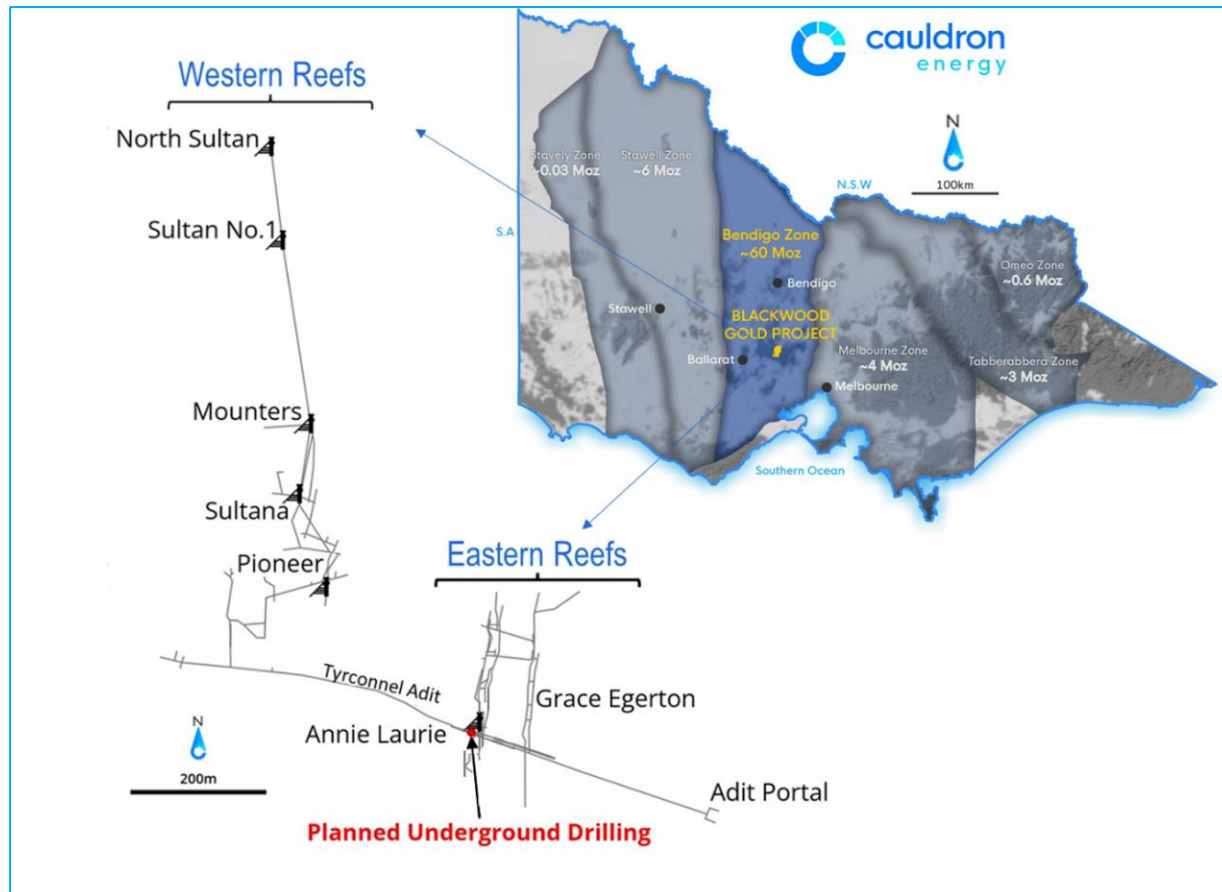 cauldron
energy
Western Reefs
North Sultan
Sultan No.1
Mounters
Sultana
Pioneer
Eastern Reefs
Tyrconnel Adit
Grace Egerton
Annie Laurie
Adit Portal
N
200m
Planned Underground Drilling
N
100km
Stavely Zone
~0.03 Moz
Stawell Zone
~6 Moz
N.S.W
S.A
Bendigo Zone
~60 Moz
Omeo Zone
~0.6 Moz
Bendigo
Stawell
BLACKWOOD
GOLD PROJECT
Ballarat
Melbourne Zone
~4 Moz
Tabberabbera Zone
~3 Moz
Melbourne
Southern Ocean